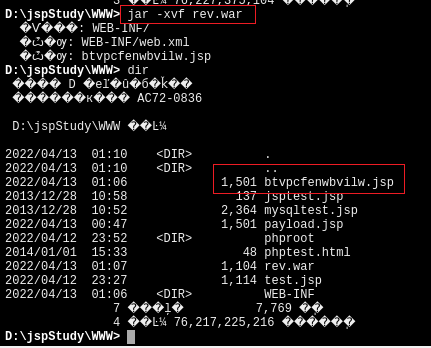 D:\jspStudy\WWW> jar -xvf rev.war
WEB-INF/
WEB-INF/web.xml
btvpcfenwbvilw.jsp
D:\jspStudy\WWW> dir
D
AC72-0836
D:\jspStudy\WWW
2022/04/13 01:10 <DIR> .
2022/04/13 01:10 <DIR> ..
2022/04/13 01:06 1,501 btvpcfenwbvilw.jsp
2013/12/28 10:58 137 jsptest.jsp
2013/12/28 10:52 2,364 mysqltest.jsp
2022/04/13 00:47 1,501 payload.jsp
2022/04/12 23:52 <DIR> phproot
2014/01/01 15:33 48 phptest.html
2022/04/13 01:07 1,104 rev.war
2022/04/12 23:27 1,114 test.jsp
2022/04/13 01:06 <DIR> WEB-INF
7 7,769
4 76,217,225,216
D:\jspStudy\WWW>